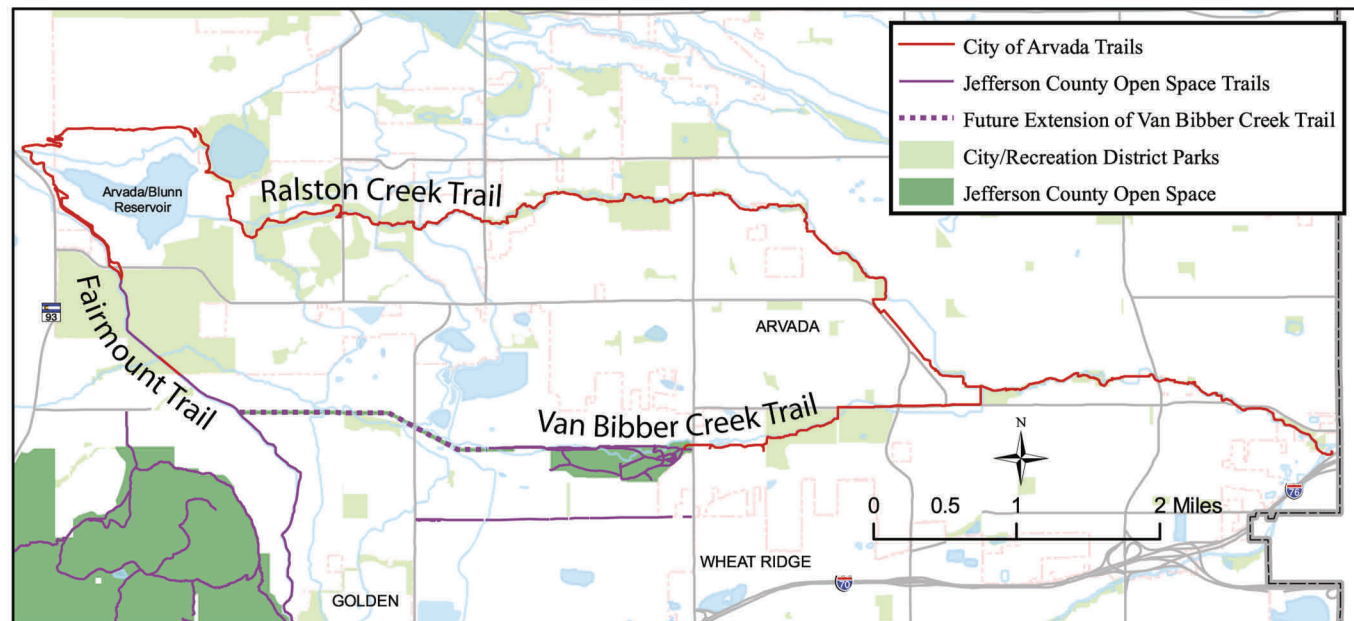 City of Arvada Trails
Jefferson County Open Space Trails
Future Extension of Van Bibber Creek Trail
City/Recreation District Parks
Jefferson County Open Space
Arvada/Blunn
Reservoir
Ralston Creek Trail
Fairmount Trail
93
ARVADA
Van Bibber Creek Trail
N
0 0.5 1 2 Miles
76
WHEAT RIDGE
70
GOLDEN